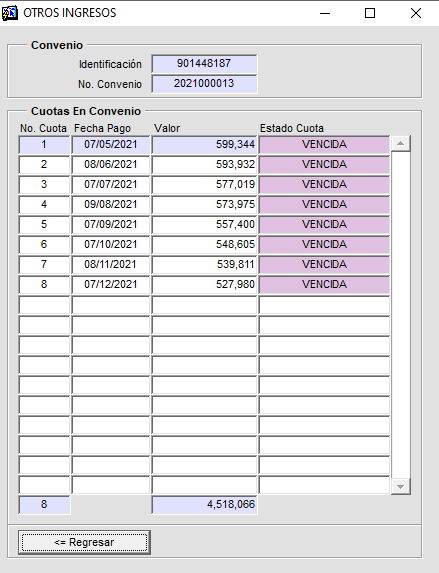 OTROS INGRESOS
Convenio
Identificación 901448187
No. Convenio 2021000013
Cuotas En Convenio
No. Cuota Fecha Pago Valor Estado Cuota
1 07/05/2021 599,344 VENCIDA
2 08/06/2021 593,932 VENCIDA
3 07/07/2021 577,019 VENCIDA
4 09/08/2021 573,975 VENCIDA
5 07/09/2021 557,400 VENCIDA
6 07/10/2021 548,605 VENCIDA
7 08/11/2021 539,811 VENCIDA
8 07/12/2021 527,980 VENCIDA
8 4,518,066
<= Regresar